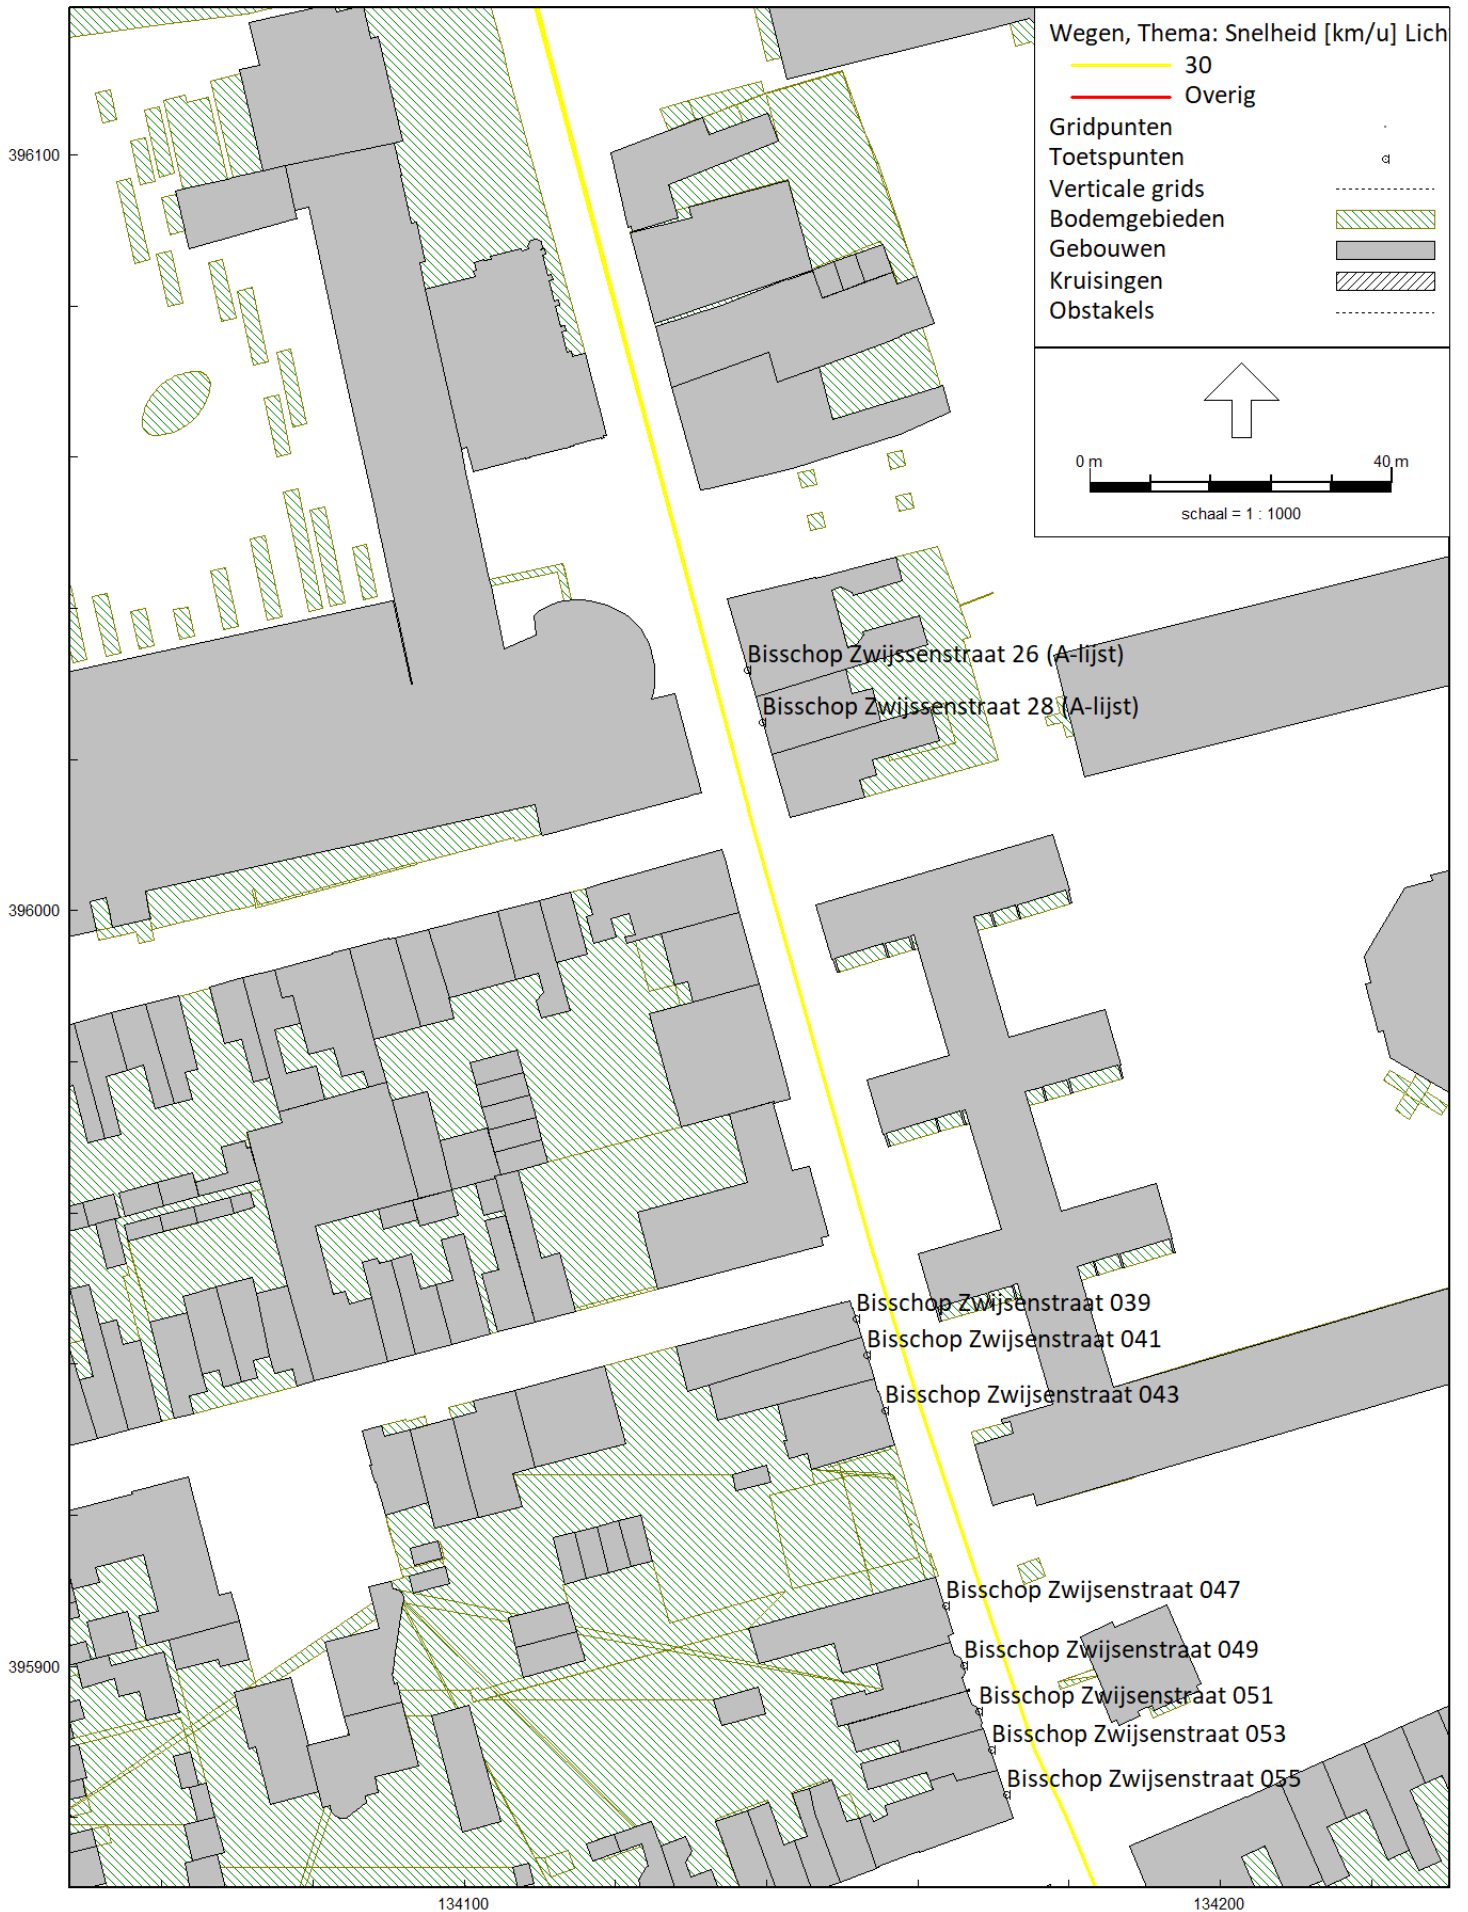 Wegen, Thema: Snelheid [km/u] Lich
30
Overig
Gridpunten
Toetspunten
Verticale grids
Bodemgebieden
Gebouwen
Kruisingen
Obstakels
0 m
40 m
schaal = 1 : 1000
396100
Bisschop Zwijssenstraat 26 (A-lijst)
Bisschop Zwijssenstraat 28 (A-lijst)
396000
Bisschop Zwijsenstraat 039
Bisschop Zwijsenstraat 041
Bisschop Zwijsenstraat 043
Bisschop Zwijsenstraat 047
Bisschop Zwijsenstraat 049
395900
Bisschop Zwijsenstraat 051
Bisschop Zwijsenstraat 053
Bisschop Zwijsenstraat 055
134100
134200